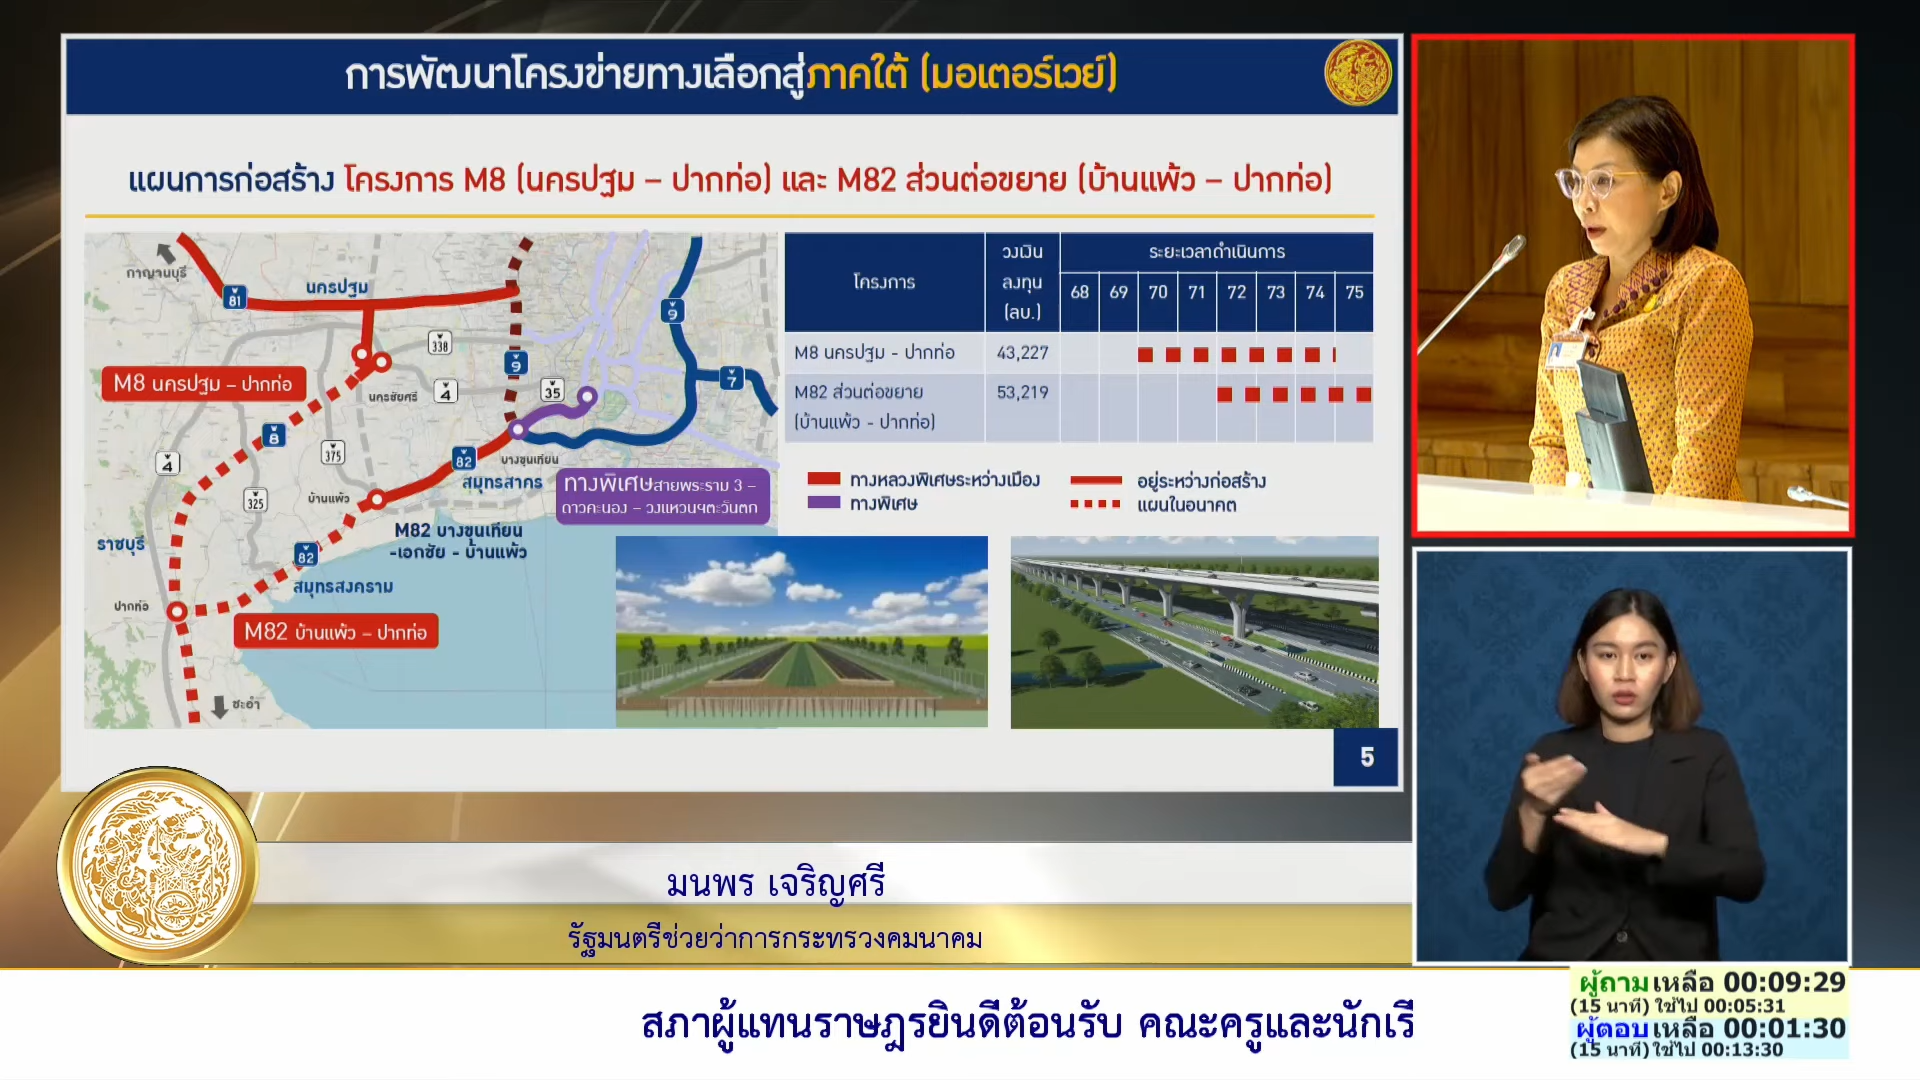 การพัฒนาโครงข่ายทางเลือกสู่ภาคใต้ (มอเตอร์เวย์)
แผนการก่อสร้าง โครงการ M8 (นครปฐม – ปากท่อ) และ M82 ส่วนต่อขยาย (บ้านแพ้ว – ปากท่อ)
กาญจนบุรี
81
นครปฐม
338
9
9
7
M8 นครปฐม – ปากท่อ
นครชัยศรี
4
35
8
4
375
82
บางขุนเทียน
325
บ้านแพ้ว
สมุทรสาคร
ทางพิเศษสายพระราม 3 –
ดาวคะนอง – วงแหวนฯตะวันตก
M82 บางขุนเทียน
-เอกชัย - บ้านแพ้ว
ราชบุรี
82
สมุทรสงคราม
ปากท่อ
M82 บ้านแพ้ว – ปากท่อ
ชะอำ
โครงการ
วงเงิน
ลงทุน
(ลบ.)
ระยะเวลาดำเนินการ
68 69 70 71 72 73 74 75
M8 นครปฐม - ปากท่อ 43,227
M82 ส่วนต่อขยาย 53,219
(บ้านแพ้ว - ปากท่อ)
ทางหลวงพิเศษระหว่างเมือง
ทางพิเศษ
อยู่ระหว่างก่อสร้าง
แผนในอนาคต
5
มนพร เจริญศรี
รัฐมนตรีช่วยว่าการกระทรวงคมนาคม
สภาผู้แทนราษฎรยินดีต้อนรับ คณะครูและนักเรี
ผู้ถามเหลือ 00:09:29
(15 นาที) ใช้ไป 00:05:31
ผู้ตอบเหลือ 00:01:30
(15 นาที) ใช้ไป 00:13:30